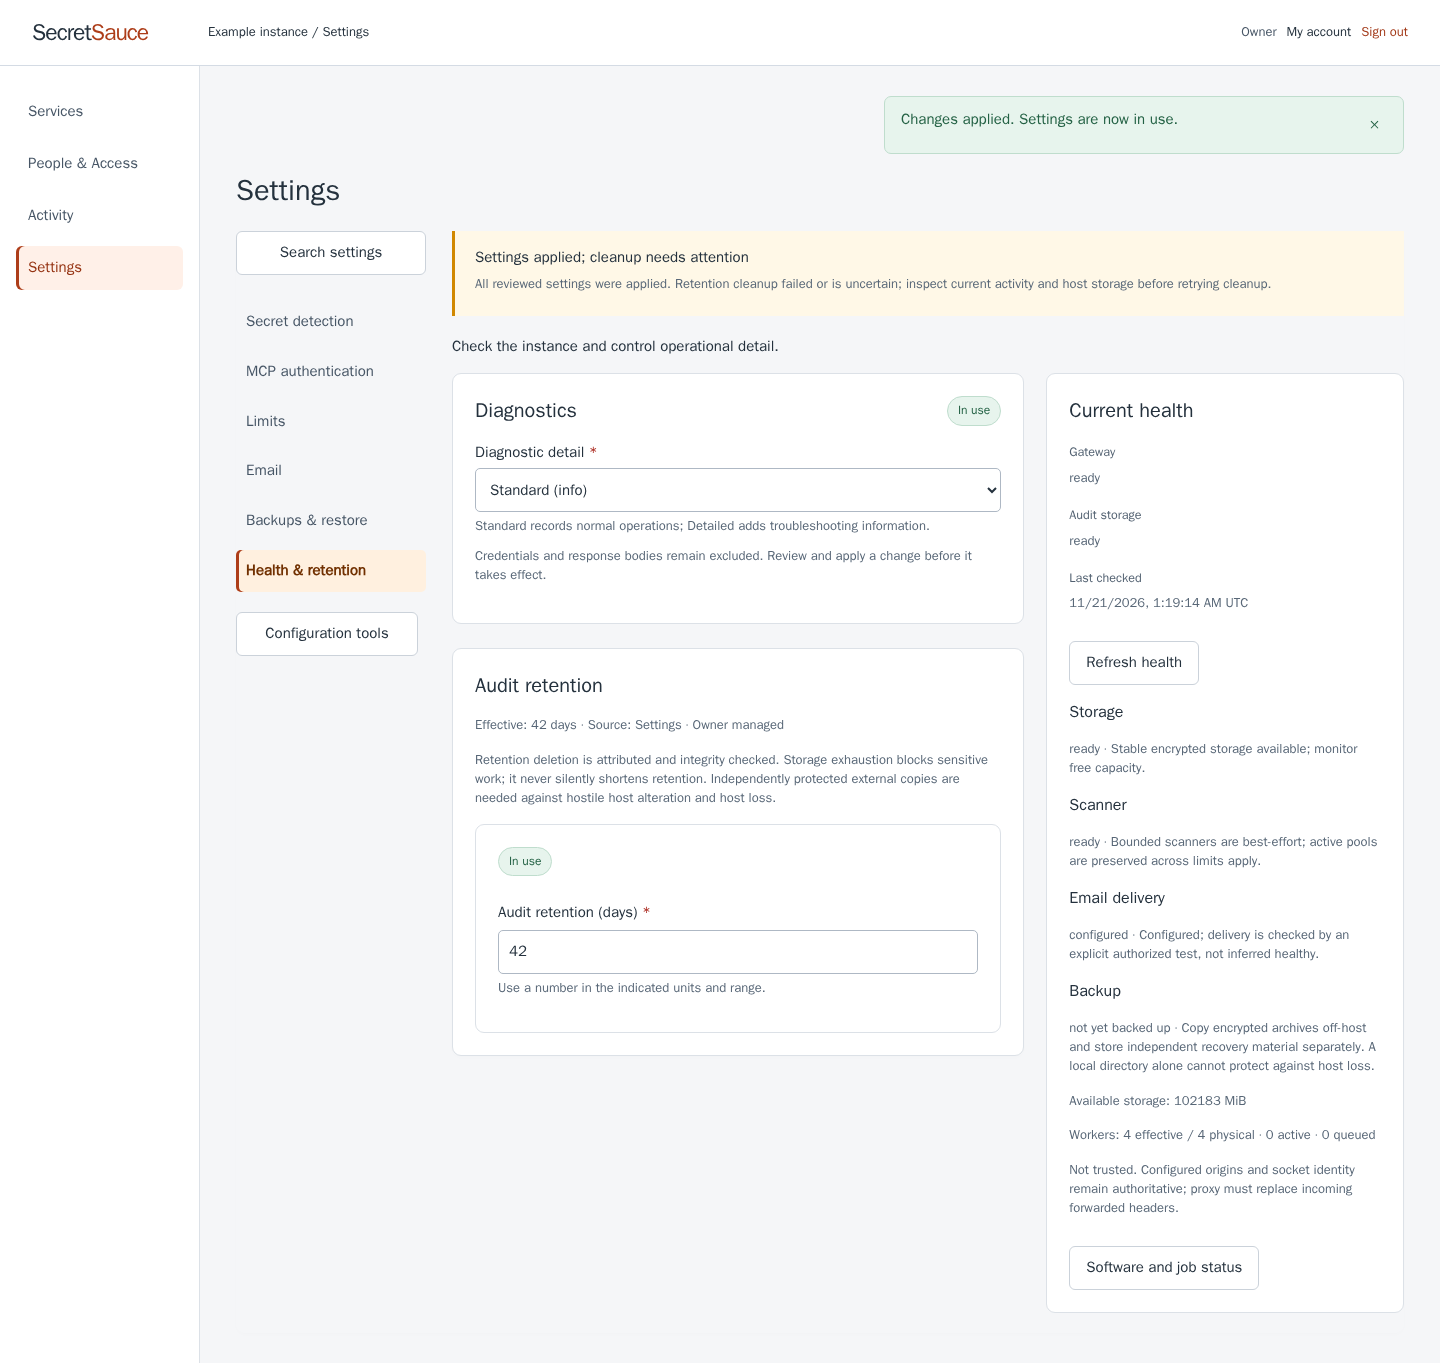 SecretSauce
Example instance / Settings
Owner My account Sign out
Services
People & Access
Activity
Settings
Changes applied. Settings are now in use.
×
Settings
Search settings
Secret detection
MCP authentication
Limits
Email
Backups & restore
Health & retention
Configuration tools
Settings applied; cleanup needs attention
All reviewed settings were applied. Retention cleanup failed or is uncertain; inspect current activity and host storage before retrying cleanup.
Check the instance and control operational detail.
Diagnostics
In use
Diagnostic detail *
Standard (info)
Standard records normal operations; Detailed adds troubleshooting information.
Credentials and response bodies remain excluded. Review and apply a change before it
takes effect.
Audit retention
Effective: 42 days · Source: Settings · Owner managed
Retention deletion is attributed and integrity checked. Storage exhaustion blocks sensitive
work; it never silently shortens retention. Independently protected external copies are
needed against hostile host alteration and host loss.
In use
Audit retention (days) *
42
Use a number in the indicated units and range.
Current health
Gateway
ready
Audit storage
ready
Last checked
11/21/2026, 1:19:14 AM UTC
Refresh health
Storage
ready · Stable encrypted storage available; monitor
free capacity.
Scanner
ready · Bounded scanners are best-effort; active pools
are preserved across limits apply.
Email delivery
configured · Configured; delivery is checked by an
explicit authorized test, not inferred healthy.
Backup
not yet backed up · Copy encrypted archives off-host
and store independent recovery material separately. A
local directory alone cannot protect against host loss.
Available storage: 102183 MiB
Workers: 4 effective / 4 physical · 0 active · 0 queued
Not trusted. Configured origins and socket identity
remain authoritative; proxy must replace incoming
forwarded headers.
Software and job status